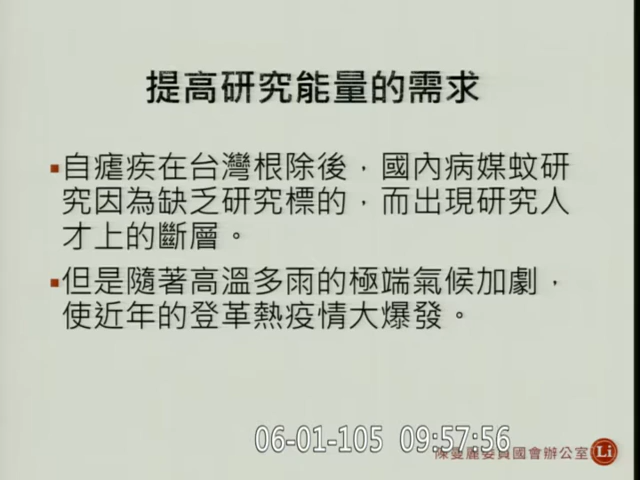 提高研究能量的需求
▪自瘧疾在台灣根除後，國內病媒蚊研
究因為缺乏研究標的，而出現研究人
才上的斷層。
▪但是隨著高溫多雨的極端氣候加劇，
使近年的登革熱疫情大爆發。
06-01-105 09:57:56
陳曼麗委員國會辦公室 Li